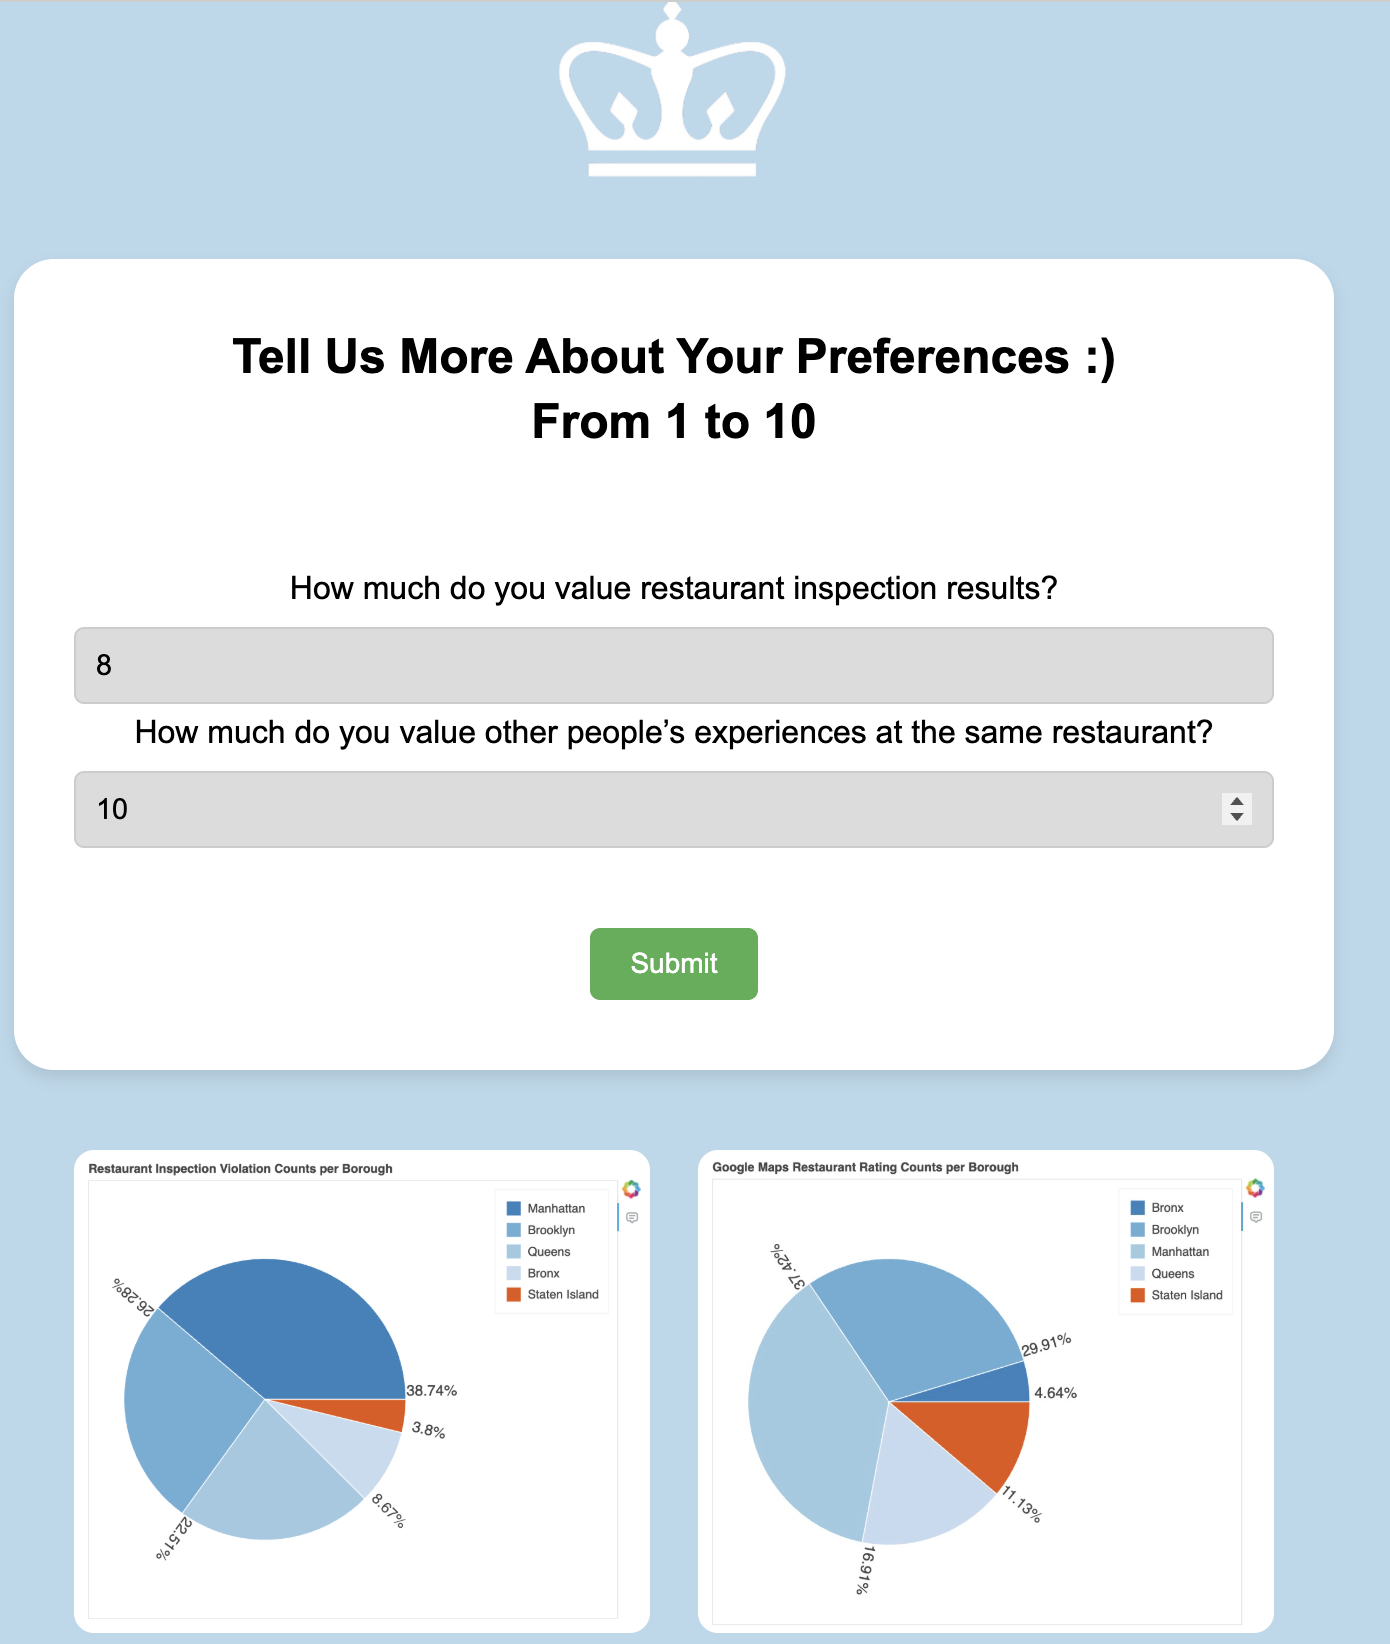 Tell Us More About Your Preferences :)
From 1 to 10
How much do you value restaurant inspection results?
8
How much do you value other people’s experiences at the same restaurant?
10
Submit
Restaurant Inspection Violation Counts per Borough
Manhattan
Brooklyn
Queens
Bronx
Staten Island
26.28%
38.74%
3.8%
8.67%
22.51%
Google Maps Restaurant Rating Counts per Borough
Bronx
Brooklyn
Manhattan
Queens
Staten Island
37.42%
29.91%
4.64%
11.13%
16.91%